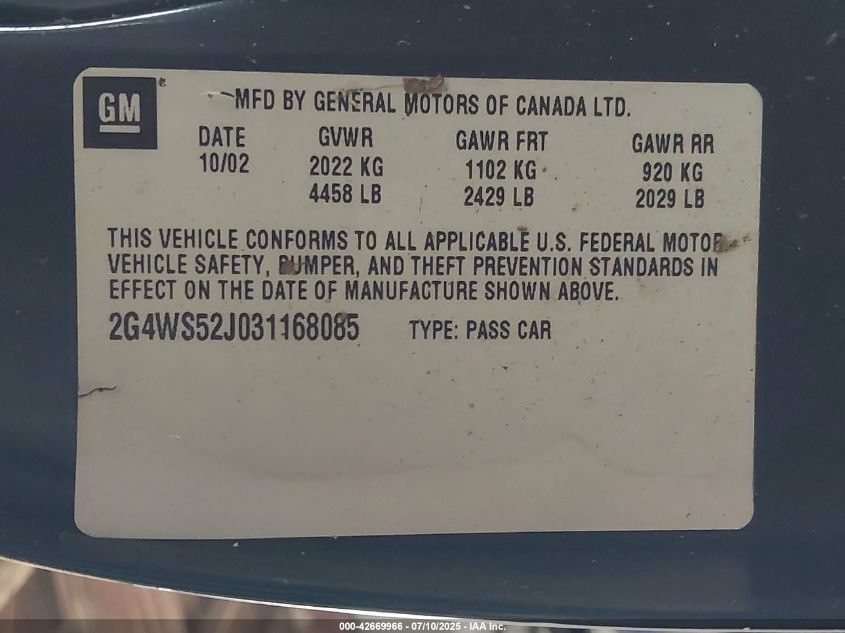 GM
MFD BY GENERAL MOTORS OF CANADA LTD.
DATE GVWR GAWR FRT GAWR RR
10/02 2022 KG 1102 KG 920 KG
4458 LB 2429 LB 2029 LB
THIS VEHICLE CONFORMS TO ALL APPLICABLE U.S. FEDERAL MOTOR
VEHICLE SAFETY, BUMPER, AND THEFT PREVENTION STANDARDS IN
EFFECT ON THE DATE OF MANUFACTURE SHOWN ABOVE.
2G4WS52J031168085 TYPE: PASS CAR
000-42669966 - 07/10/2025 - IAA Inc.